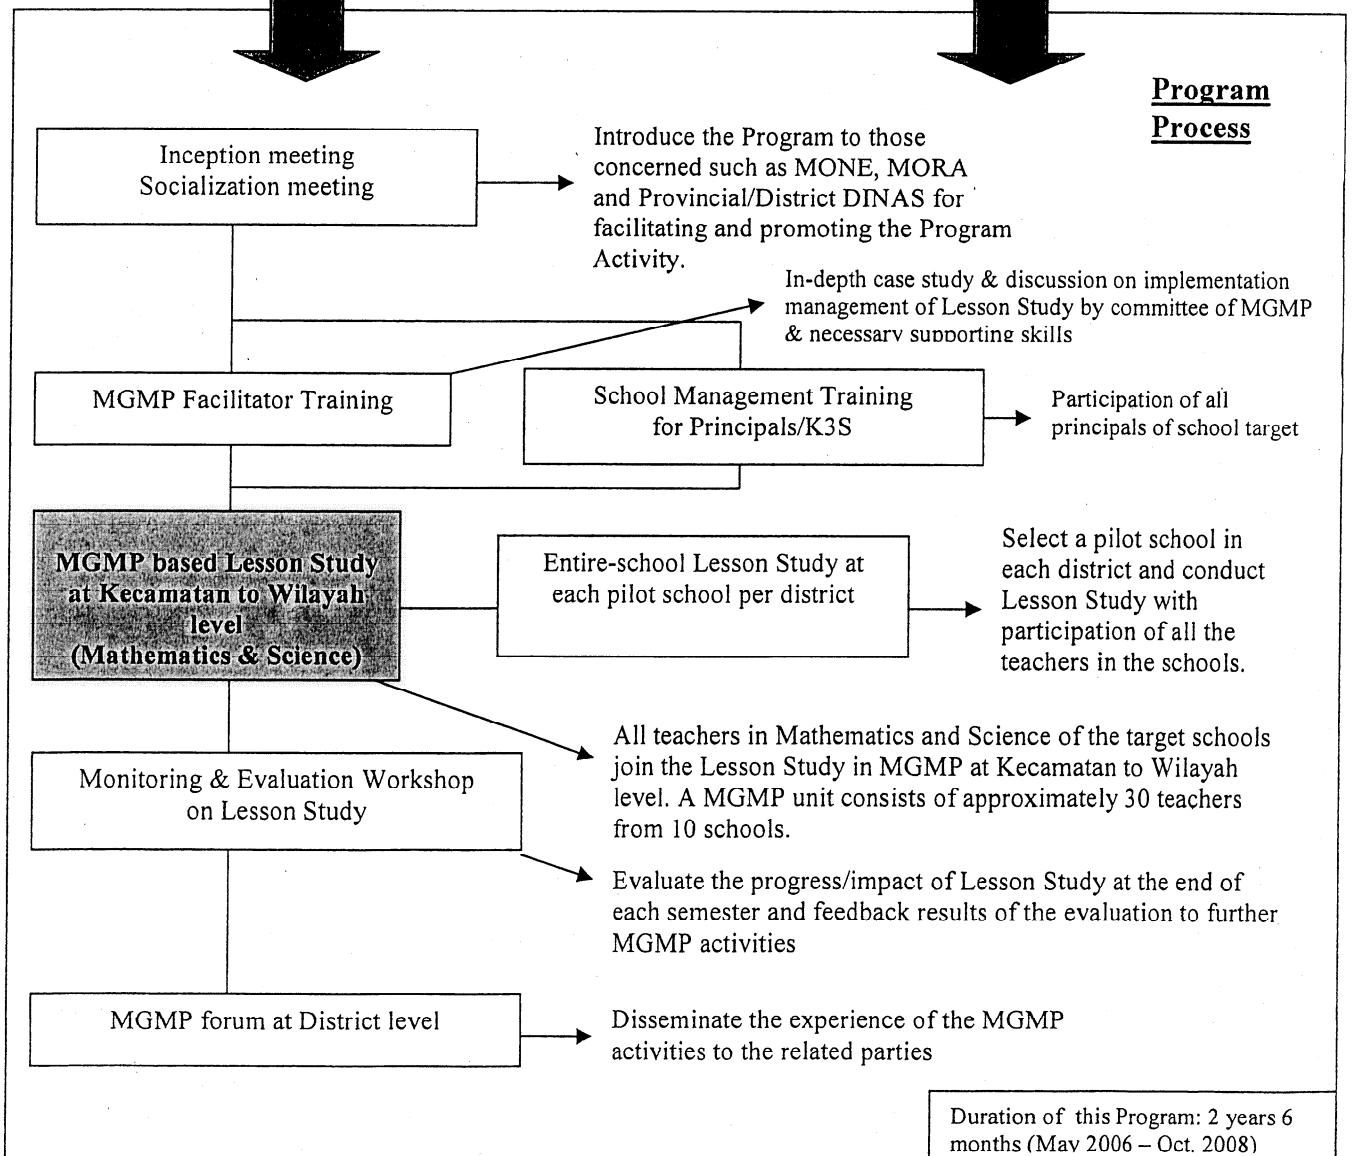 Program
Process
Inception meeting
Socialization meeting
Introduce the Program to those
concerned such as MONE, MORA
and Provincial/District DINAS for
facilitating and promoting the Program
Activity.
In-depth case study & discussion on implementation
management of Lesson Study by committee of MGMP
& necessary supporting skills
MGMP Facilitator Training
School Management Training
for Principals/K3S
Participation of all
principals of school target
MGMP based Lesson Study
at Kecamatan to Wilayah
level
(Mathematics & Science)
Entire-school Lesson Study at
each pilot school per district
Select a pilot school in
each district and conduct
Lesson Study with
participation of all the
teachers in the schools.
All teachers in Mathematics and Science of the target schools
join the Lesson Study in MGMP at Kecamatan to Wilayah
level. A MGMP unit consists of approximately 30 teachers
from 10 schools.
Monitoring & Evaluation Workshop
on Lesson Study
Evaluate the progress/impact of Lesson Study at the end of
each semester and feedback results of the evaluation to further
MGMP activities
MGMP forum at District level
Disseminate the experience of the MGMP
activities to the related parties
Duration of this Program: 2 years 6
months (May 2006 – Oct. 2008)